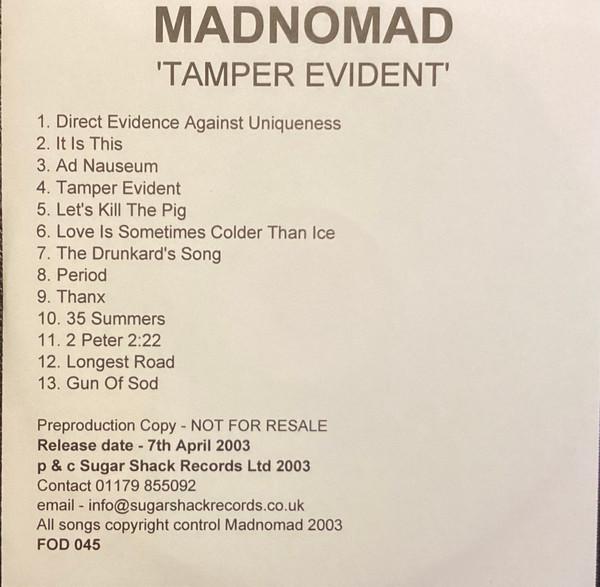 MADNOMAD
'TAMPER EVIDENT'
1. Direct Evidence Against Uniqueness
2. It Is This
3. Ad Nauseum
4. Tamper Evident
5. Let's Kill The Pig
6. Love Is Sometimes Colder Than Ice
7. The Drunkard's Song
8. Period
9. Thanx
10. 35 Summers
11. 2 Peter 2:22
12. Longest Road
13. Gun Of Sod
Preproduction Copy - NOT FOR RESALE
Release date - 7th April 2003
p & c Sugar Shack Records Ltd 2003
Contact 01179 855092
email - info@sugarshackrecords.co.uk
All songs copyright control Madnomad 2003
FOD 045